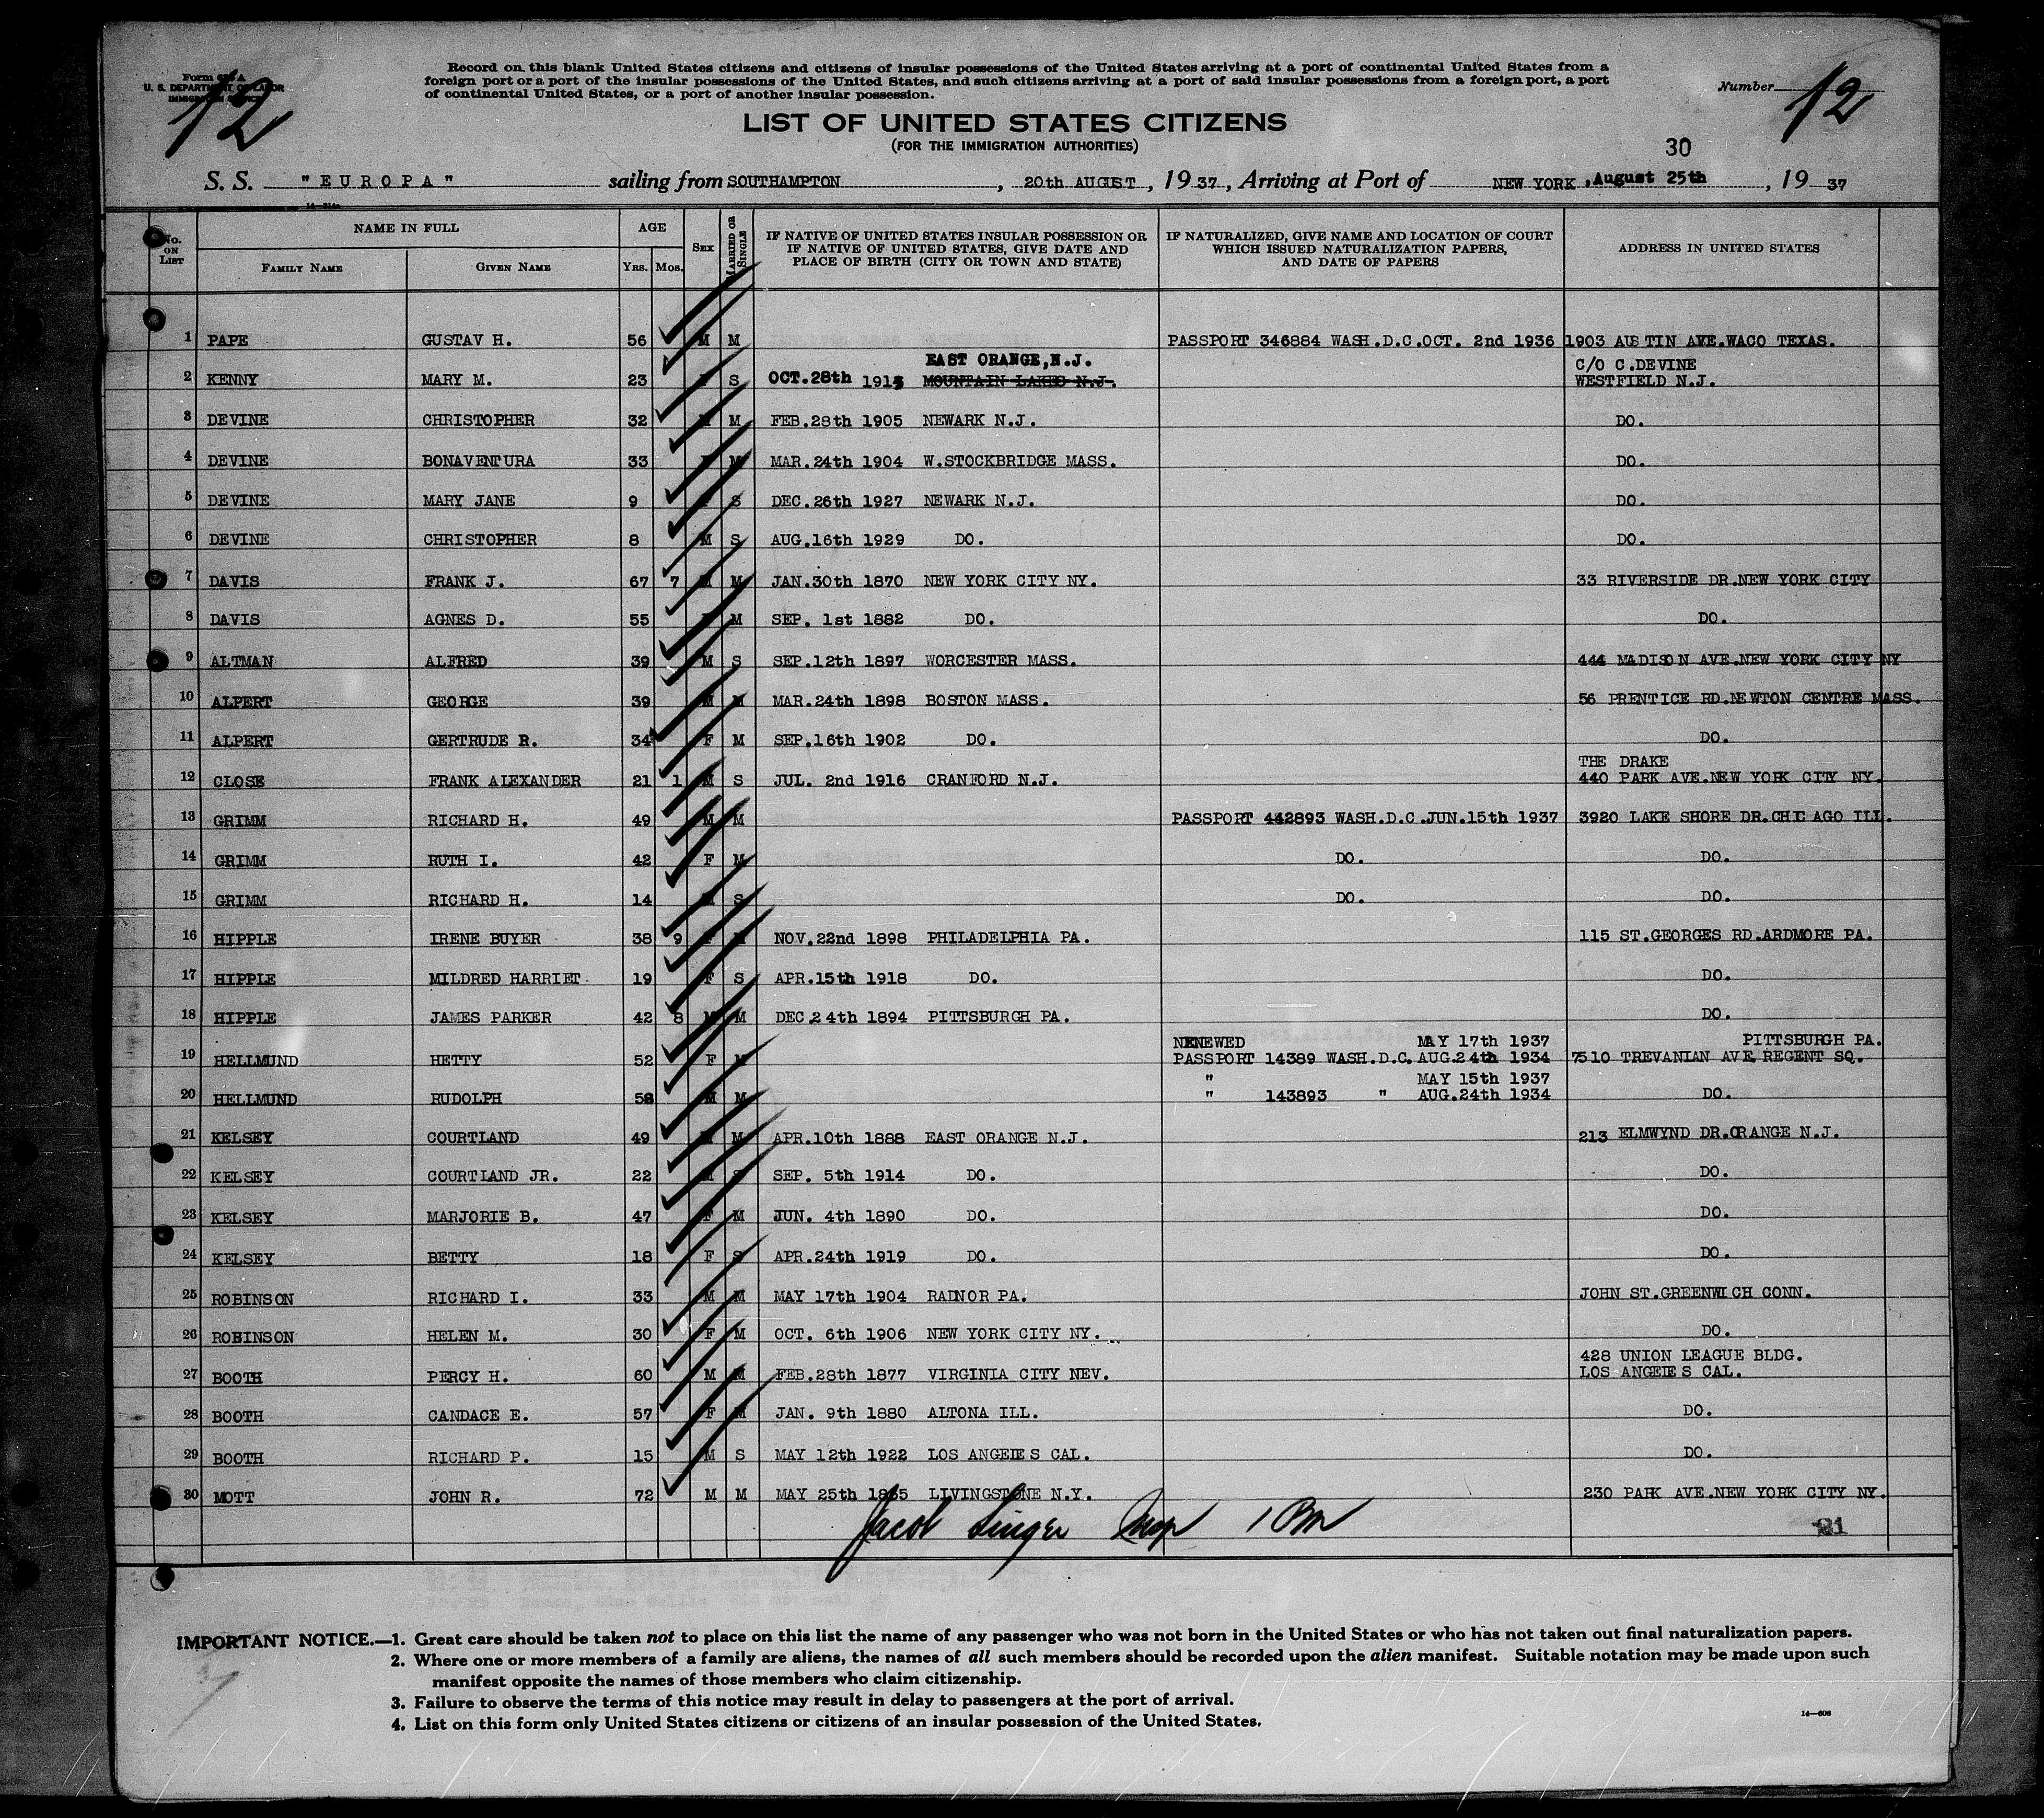 Form 630 A
U. S. DEPARTMENT OF LABOR
IMMIGRATION SERVICE
12
Record on this blank United States citizens and citizens of insular possessions of the United States arriving at a port of continental United States from a
foreign port or a port of the insular possessions of the United States, and such citizens arriving at a port of said insular possessions from a foreign port, a port
of continental United States, or a port of another insular possession.
Number 12
LIST OF UNITED STATES CITIZENS
(FOR THE IMMIGRATION AUTHORITIES)
30
S. S. "EUROPA" sailing from SOUTHAMPTON, 20th AUGUST, 1937, Arriving at Port of NEW YORK, August 25th, 1937
No. ON LIST NAME IN FULL AGE SEX MARRIED OR SINGLE IF NATIVE OF UNITED STATES INSULAR POSSESSION OR IF NATIVE OF UNITED STATES, GIVE DATE AND PLACE OF BIRTH (CITY OR TOWN AND STATE) IF NATURALIZED, GIVE NAME AND LOCATION OF COURT WHICH ISSUED NATURALIZATION PAPERS, AND DATE OF PAPERS ADDRESS IN UNITED STATES
FAMILY NAME GIVEN NAME YRS. MOS.
1 PAPE GUSTAV H. 56 M M PASSPORT 346884 WASH.D.C.OCT. 2nd 1936 1903 AUSTIN AVE.WACO TEXAS.
EAST ORANGE,N.J. C/O C.DEVINE
2 KENNY MARY M. 23 F S OCT.28th 1913 MOUNTAIN LAKES N.J. WESTFIELD N.J.
3 DEVINE CHRISTOPHER 32 M M FEB.28th 1905 NEWARK N.J. DO.
4 DEVINE BONAVENTURA 33 F M MAR.24th 1904 W.STOCKBRIDGE MASS. DO.
5 DEVINE MARY JANE 9 F S DEC.26th 1927 NEWARK N.J. DO.
6 DEVINE CHRISTOPHER 8 M S AUG.16th 1929 DO. DO.
7 DAVIS FRANK J. 67 7 M M JAN.30th 1870 NEW YORK CITY NY. 33 RIVERSIDE DR.NEW YORK CITY
8 DAVIS AGNES D. 55 F M SEP. 1st 1882 DO. DO.
9 ALTMAN ALFRED 39 M S SEP.12th 1897 WORCESTER MASS. 444 MADISON AVE.NEW YORK CITY NY
10 ALPERT GEORGE 39 M M MAR.24th 1898 BOSTON MASS. 56 PRENTICE RD.NEWTON CENTRE MASS.
11 ALPERT GERTRUDE R. 34 F M SEP.16th 1902 DO. DO.
THE DRAKE
12 CLOSE FRANK ALEXANDER 21 1 M S JUL. 2nd 1916 CRANFORD N.J. 440 PARK AVE.NEW YORK CITY NY.
13 GRIMM RICHARD H. 49 M M PASSPORT 442893 WASH.D.C.JUN.15th 1937 3920 LAKE SHORE DR.CHICAGO ILL.
14 GRIMM RUTH I. 42 F M DO. DO.
15 GRIMM RICHARD H. 14 M S DO. DO.
16 HIPPLE IRENE BUYER 38 9 F M NOV.22nd 1898 PHILADELPHIA PA. 115 ST.GEORGES RD.ARDMORE PA.
17 HIPPLE MILDRED HARRIET 19 F S APR.15th 1918 DO. DO.
18 HIPPLE JAMES PARKER 42 8 M M DEC.24th 1894 PITTSBURGH PA. DO.
NENEWED MAY 17th 1937 PITTSBURGH PA.
19 HELLMUND HETTY 52 F M PASSPORT 14389 WASH.D.C. AUG.24th 1934 7510 TREVANIAN AVE.REGENT SQ.
" MAY 15th 1937
20 HELLMUND RUDOLPH 58 M M " 143893 " AUG.24th 1934 DO.
21 KELSEY COURTLAND 49 M M APR.10th 1888 EAST ORANGE N.J. 213 ELMWYND DR.ORANGE N.J.
22 KELSEY COURTLAND JR. 22 M S SEP. 5th 1914 DO. DO.
23 KELSEY MARJORIE B. 47 F M JUN. 4th 1890 DO. DO.
24 KELSEY BETTY 18 F S APR.24th 1919 DO. DO.
25 ROBINSON RICHARD I. 33 M M MAY 17th 1904 RADNOR PA. JOHN ST.GREENWICH CONN.
26 ROBINSON HELEN M. 30 F M OCT. 6th 1906 NEW YORK CITY NY. DO.
428 UNION LEAGUE BLDG.
27 BOOTH PERCY H. 60 M M FEB.28th 1877 VIRGINIA CITY NEV. LOS ANGELES CAL.
28 BOOTH CANDACE E. 57 F M JAN. 9th 1880 ALTONA ILL. DO.
29 BOOTH RICHARD P. 15 M S MAY 12th 1922 LOS ANGELES CAL. DO.
30 MOTT JOHN R. 72 M M MAY 25th 1865 LIVINGSTONE N.Y. 230 PARK AVE.NEW YORK CITY NY.
Jacob Singer Insp
21
IMPORTANT NOTICE.—1. Great care should be taken not to place on this list the name of any passenger who was not born in the United States or who has not taken out final naturalization papers.
2. Where one or more members of a family are aliens, the names of all such members should be recorded upon the alien manifest. Suitable notation may be made upon such
manifest opposite the names of those members who claim citizenship.
3. Failure to observe the terms of this notice may result in delay to passengers at the port of arrival.
4. List on this form only United States citizens or citizens of an insular possession of the United States.
14—606